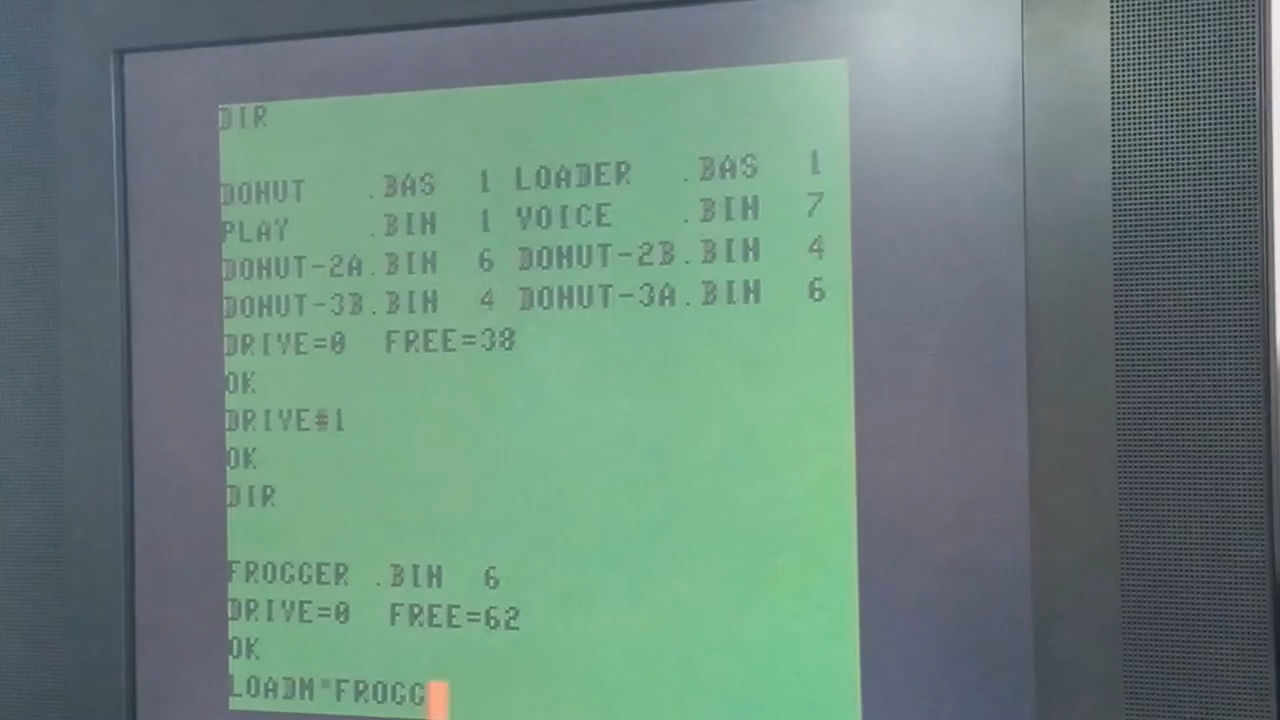 DIR
DONUT .BAS 1 LOADER .BAS 1
PLAY .BIN 1 VOICE .BIN 7
DONUT-2A.BIN 6 DONUT-2B.BIN 4
DONUT-3B.BIN 4 DONUT-3A.BIN 6
DRIVE=0 FREE=38
OK
DRIVE#1
OK
DIR
FROGGER .BIN 6
DRIVE=0 FREE=62
OK
LOADM"FROGG